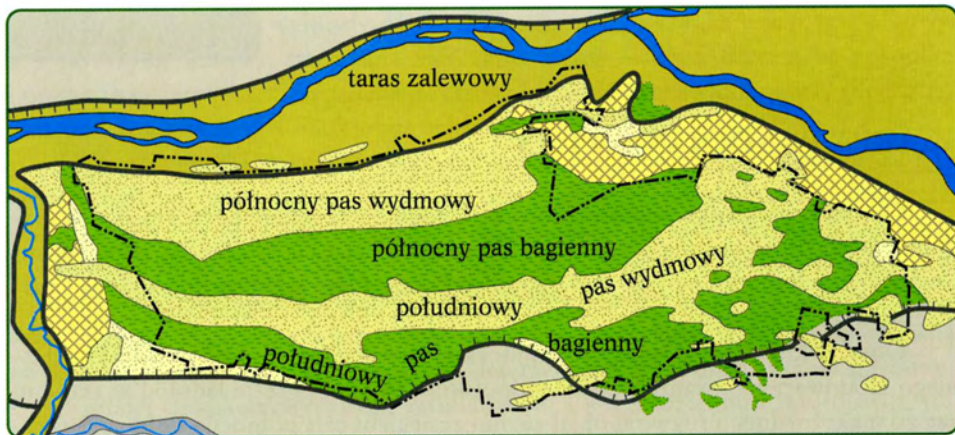 taras zalewowy
północny pas wydmowy
północny pas bagienny
południowy pas wydmowy
południowy pas bagienny